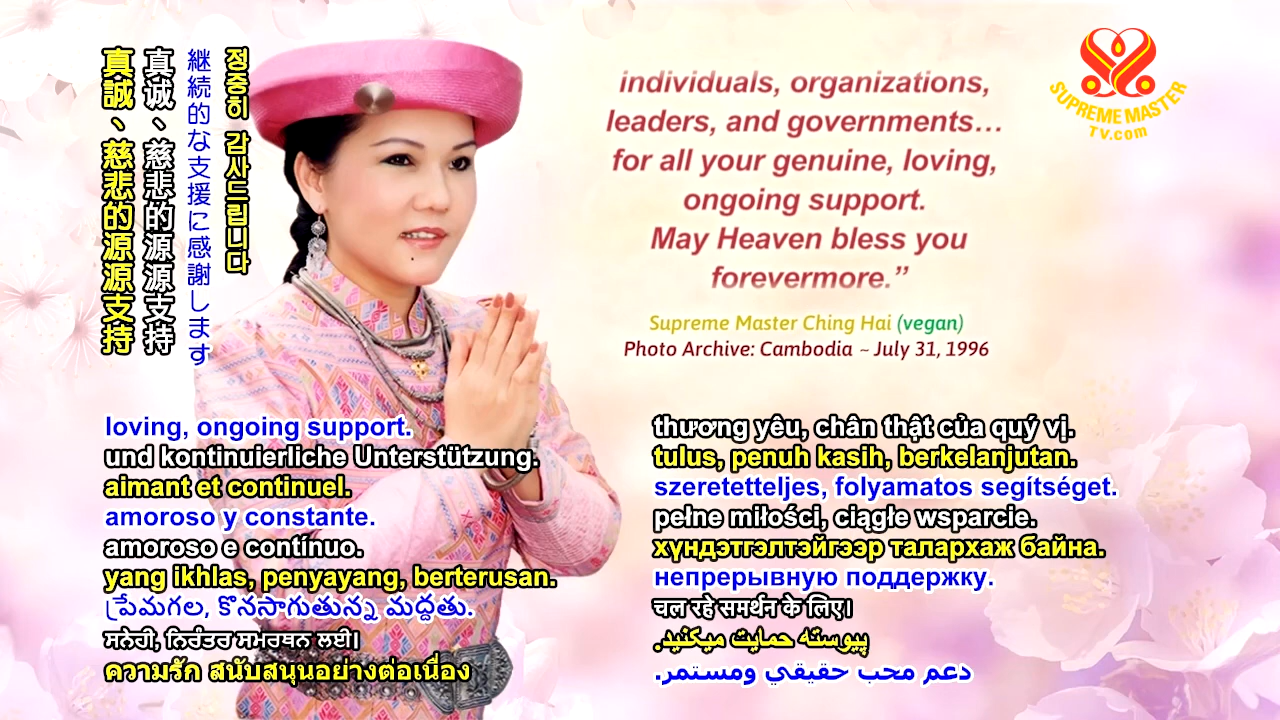 真誠、慈悲的源源支持
真诚、慈悲的源源支持
継続的な支援に感謝します
정중히 감사드립니다
individuals, organizations,
leaders, and governments…
for all your genuine, loving,
ongoing support.
May Heaven bless you
forevermore.”
Supreme Master Ching Hai (vegan)
Photo Archive: Cambodia ~ July 31, 1996
SUPREME MASTER
TV.com
loving, ongoing support.
und kontinuierliche Unterstützung.
aimant et continuel.
amoroso y constante.
amoroso e contínuo.
yang ikhlas, penyayang, berterusan.
ప్రేమగల, కొనసాగుతున్న మద్దతు.
ਸਨੇਹੀ, ਨਿਰੰਤਰ ਸਮਰਥਨ ਲਈ।
ความรัก สนับสนุนอย่างต่อเนื่อง
thương yêu, chân thật của quý vị.
tulus, penuh kasih, berkelanjutan.
szeretetteljes, folyamatos segítséget.
pełne miłości, ciągłe wsparcie.
хүндэтгэлтэйгээр талархаж байна.
непрерывную поддержку.
चल रहे समर्थन के लिए।
پیوسته حمایت میکنید.
دعم محب حقيقي ومستمر.